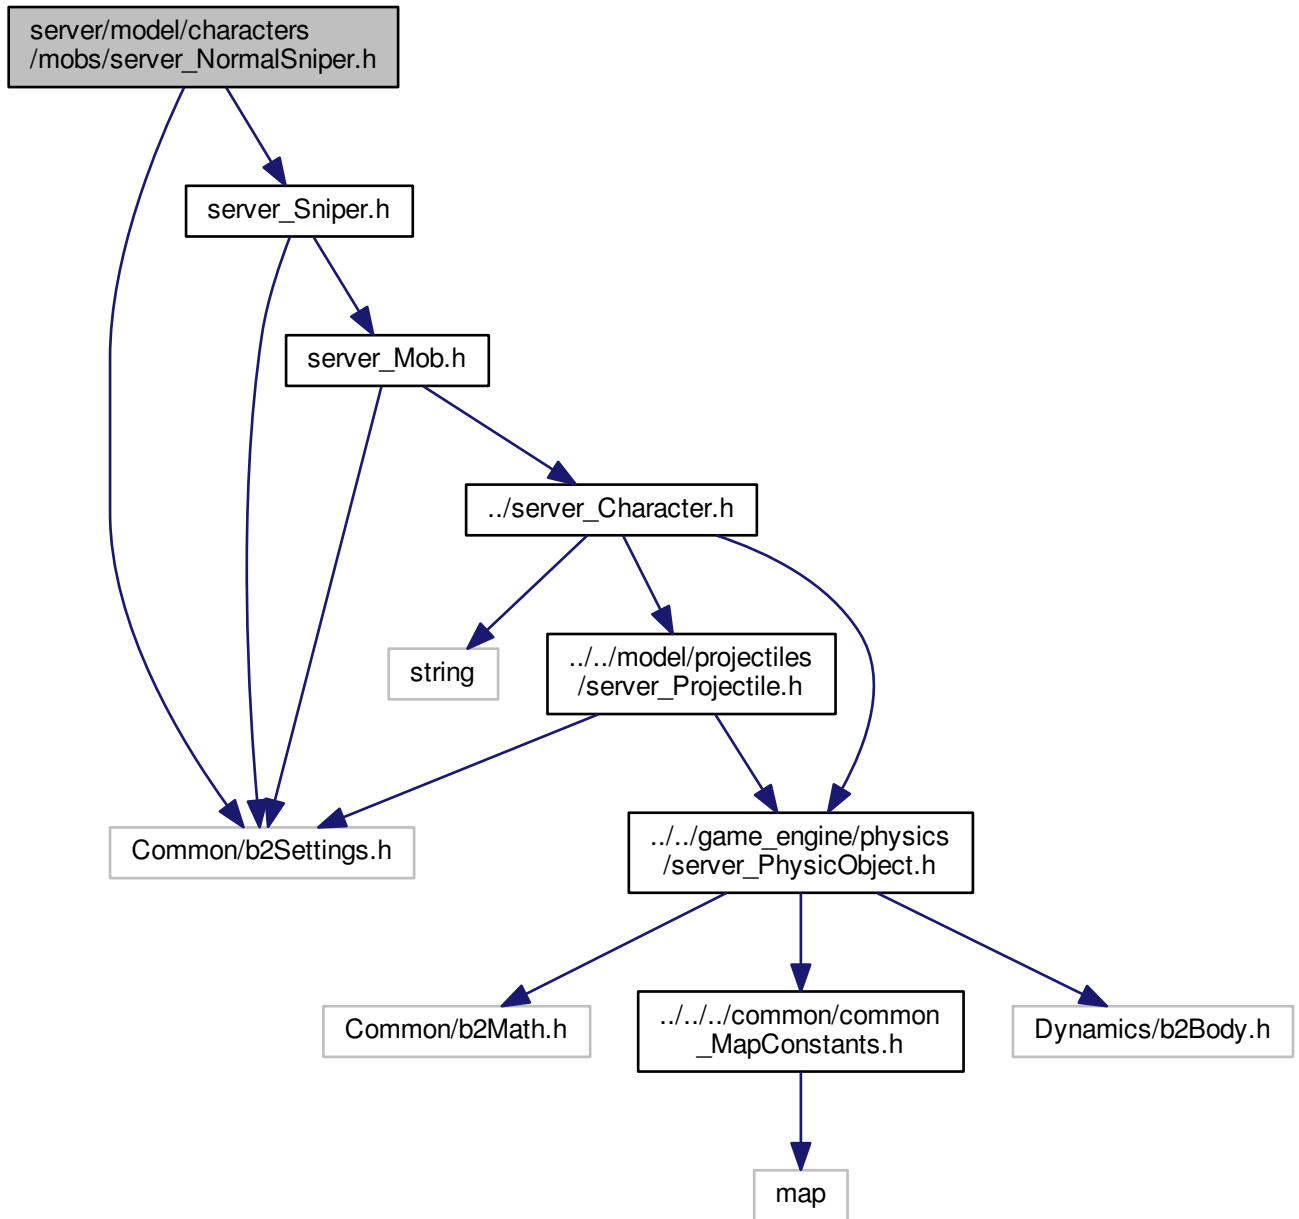 server/model/characters
/mobs/server_NormalSniper.h
server_Sniper.h
server_Mob.h
../server_Character.h
string
../../model/projectiles
/server_Projectile.h
Common/b2Settings.h
../../game_engine/physics
/server_PhysicObject.h
Common/b2Math.h
../../../common/common
_MapConstants.h
Dynamics/b2Body.h
map